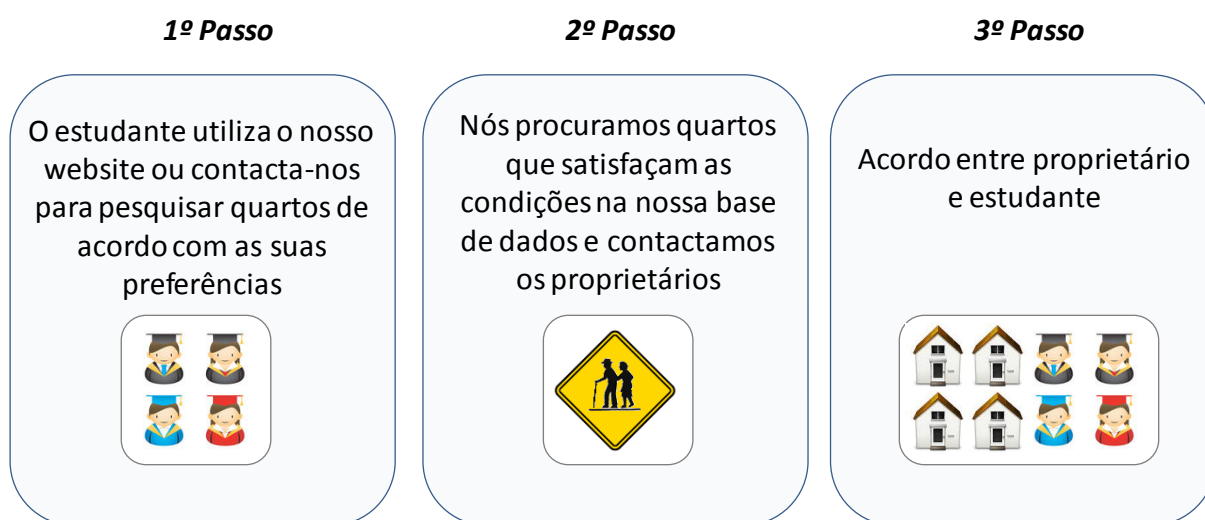 1º Passo
2º Passo
3º Passo
O estudante utiliza o nosso
website ou contacta-nos
para pesquisar quartos de
acordo com as suas
preferências
Nós procuramos quartos
que satisfaçam as
condições na nossa base
de dados e contactamos
os proprietários
Acordo entre proprietário
e estudante